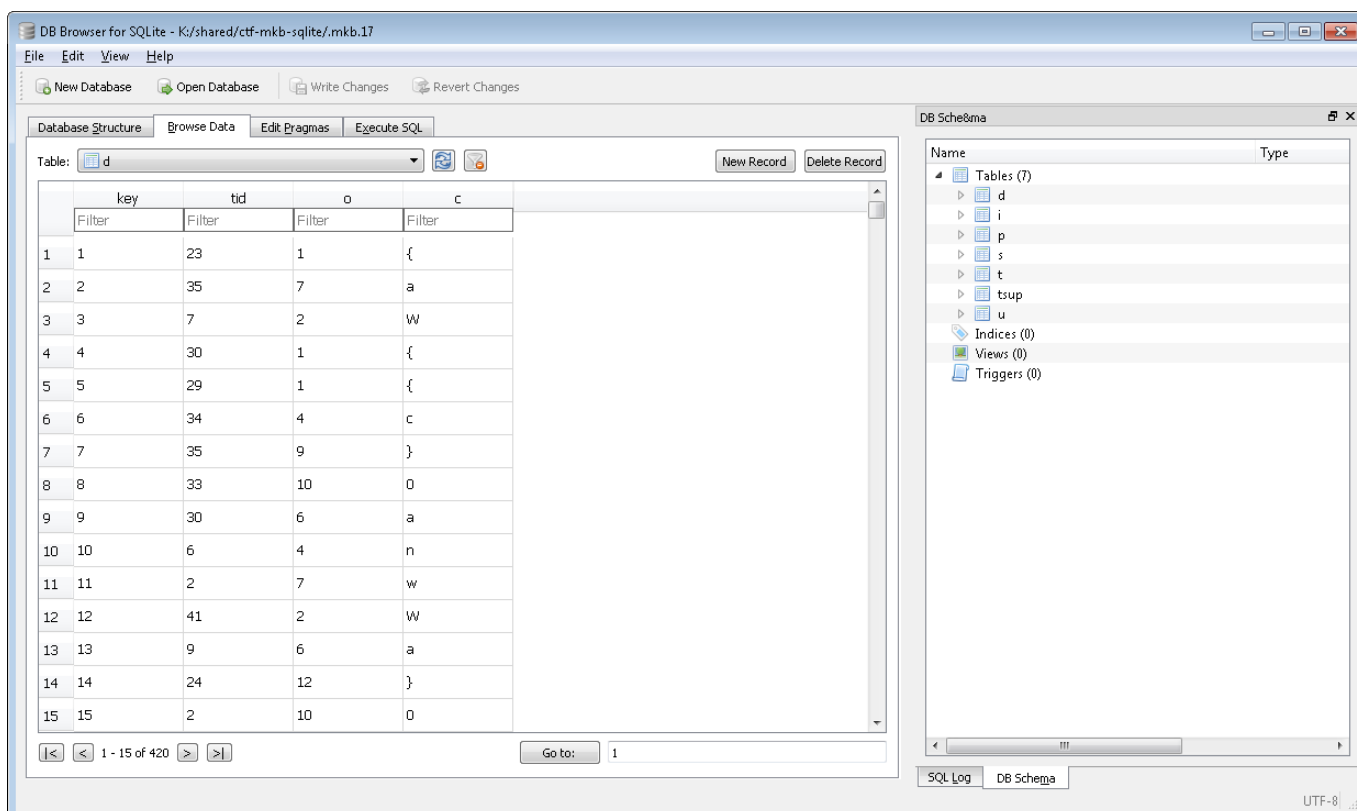 DB Browser for SQLite - K:/shared/ctf-mkb-sqlite/.mkb.17
File Edit View Help
New Database Open Database Write Changes Revert Changes
Database Structure Browse Data Edit Pragmas Execute SQL
Table: d New Record Delete Record
key tid o c
Filter Filter Filter Filter
1 1 23 1 {
2 2 35 7 a
3 3 7 2 W
4 4 30 1 {
5 5 29 1 {
6 6 34 4 c
7 7 35 9 }
8 8 33 10 0
9 9 30 6 a
10 10 6 4 n
11 11 2 7 w
12 12 41 2 W
13 13 9 6 a
14 14 24 12 }
15 15 2 10 0
|< < 1 - 15 of 420 > >| Go to: 1
DB Sche&ma
Name Type
Tables (7)
d
i
p
s
t
tsup
u
Indices (0)
Views (0)
Triggers (0)
SQL Log DB Schema
UTF-8